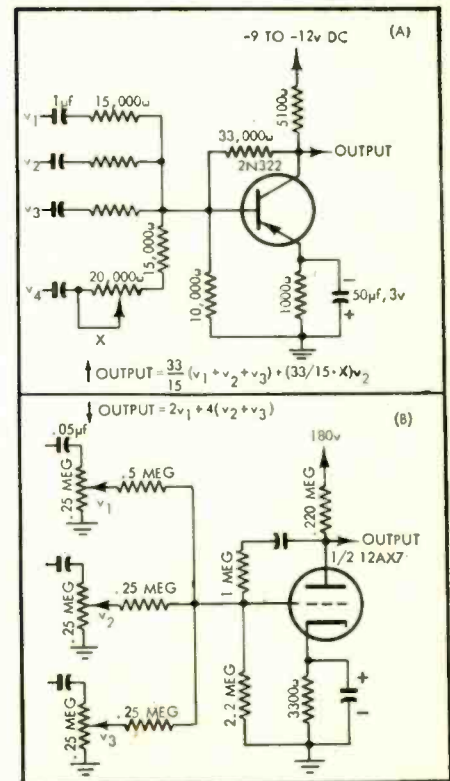 (A)
-9 TO -12v DC
5100ω
1μf
15,000ω
v1
33,000ω
OUTPUT
2N322
v2
v3
15,000ω
20,000ω
v4
X
10,000ω
1000ω
−
50μf, 3v
+
OUTPUT = 33/15 (v1 + v2 + v3) + (33/15 · X)v2
OUTPUT = 2v1 + 4(v2 + v3)
(B)
.05μf
180v
.25 MEG
.5 MEG
v1
.220 MEG
OUTPUT
1/2 12AX7
1 MEG
.25 MEG
.25 MEG
v2
.25 MEG
.25 MEG
v3
2.2 MEG
3300ω
+
−